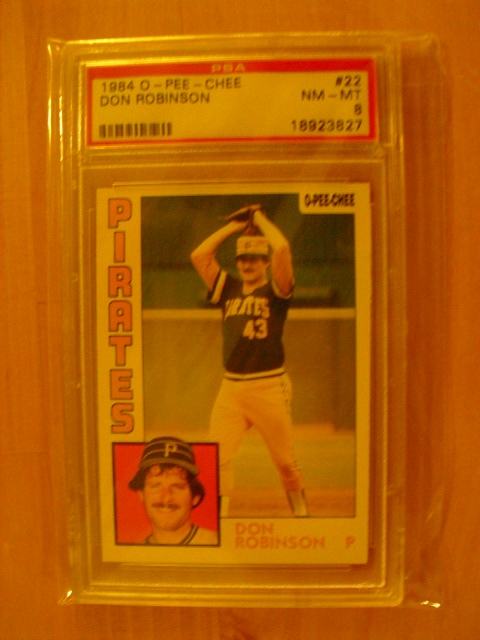 PSA
1984 O-PEE-CHEE #22
DON ROBINSON NM-MT
8
18923827
O-PEE-CHEE
PIRATES
PIRATES
43
P
DON
ROBINSON P